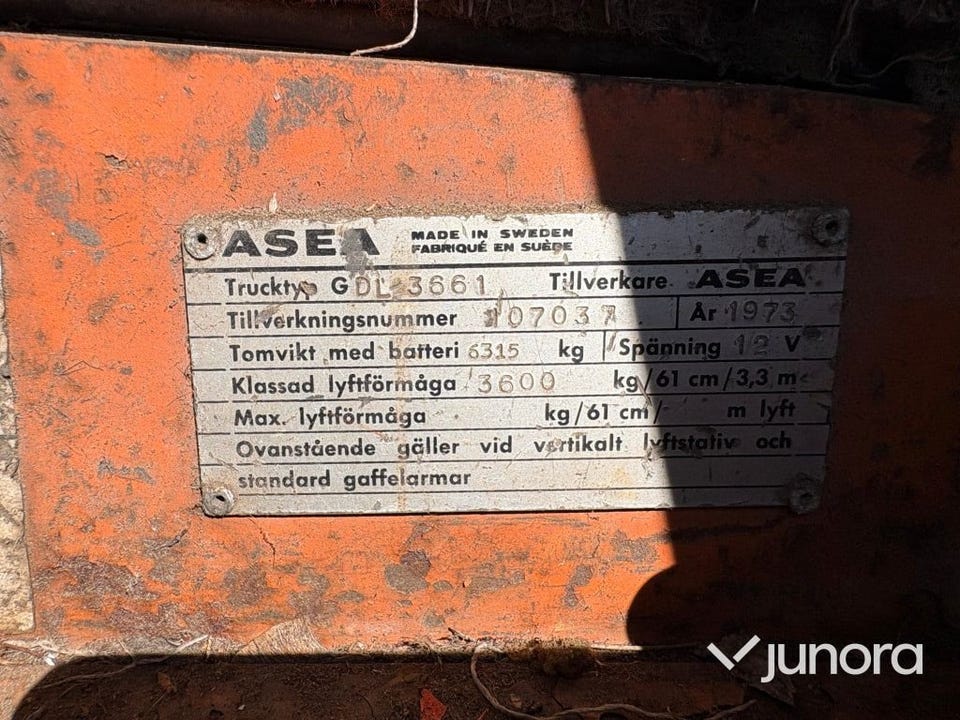 ASEA MADE IN SWEDEN
FABRIQUÉ EN SUÈDE
Trucktyp GDL 3661 Tillverkare ASEA
Tillverkningsnummer 107037 År 1973
Tomvikt med batteri 6315 kg Spänning 12 V
Klassad lyftförmåga 3600 kg/61 cm/3,3 m
Max. lyftförmåga kg/61 cm/ m lyft
Ovanstående gäller vid vertikalt lyftstativ och
standard gaffelarmar
junora